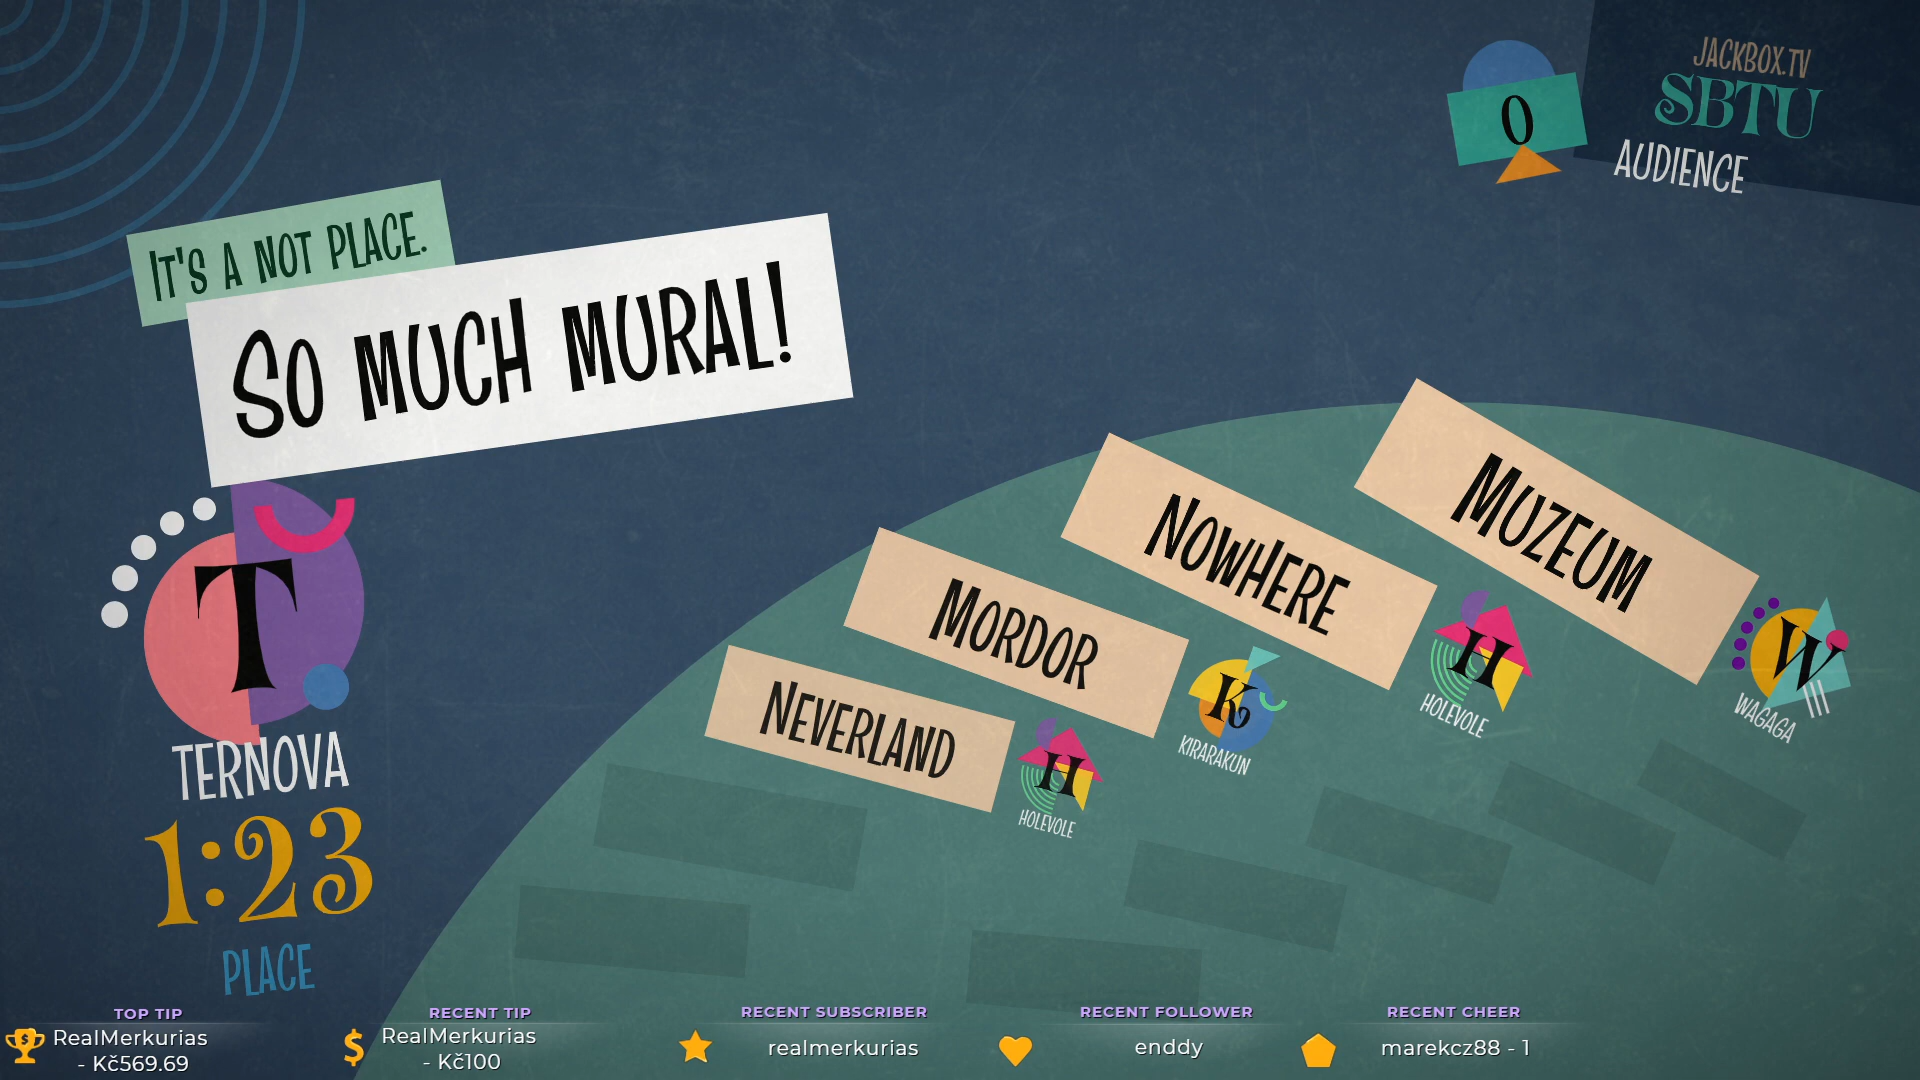 JACKBOX.TV
SBTU
0
AUDIENCE
IT'S A NOT PLACE.
SO MUCH MURAL!
MUZEUM
W
WAGAGA
NOWHERE
H
HOLEVOLE
MORDOR
K
KIRARAKUN
NEVERLAND
H
HOLEVOLE
T
TERNOVA
1:23
PLACE
TOP TIP
RealMerkurias
- Kč569.69
RECENT TIP
RealMerkurias
- Kč100
RECENT SUBSCRIBER
realmerkurias
RECENT FOLLOWER
enddy
RECENT CHEER
marekcz88 - 1